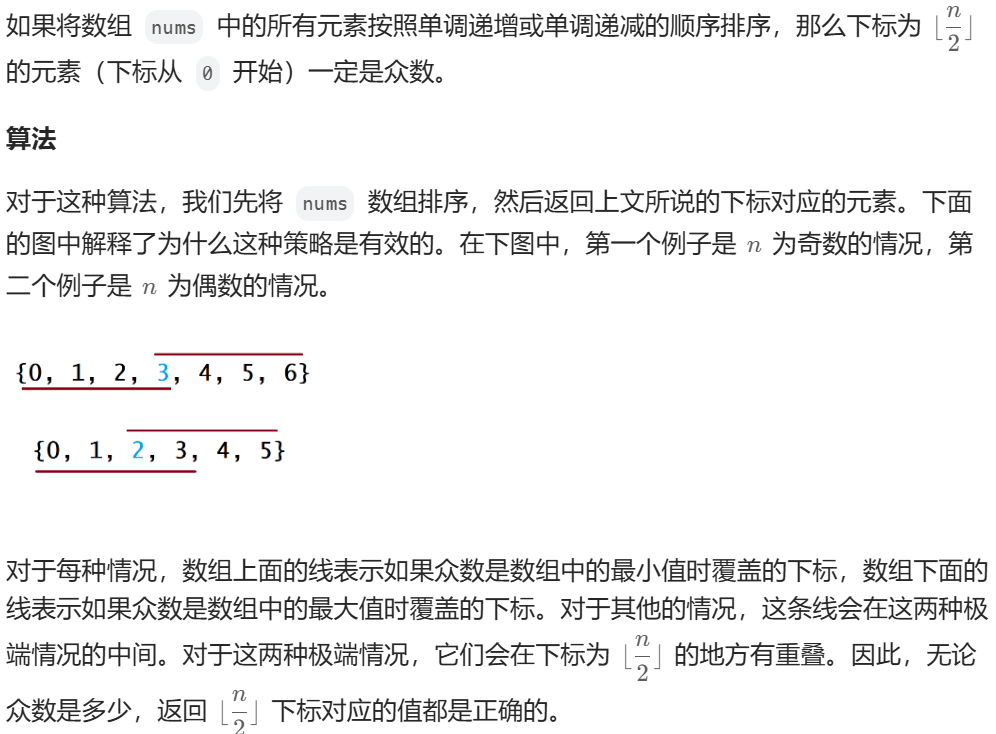 如果将数组 nums 中的所有元素按照单调递增或单调递减的顺序排序，那么下标为 ⌊n/2⌋
的元素（下标从 0 开始）一定是众数。
算法
对于这种算法，我们先将 nums 数组排序，然后返回上文所说的下标对应的元素。下面
的图中解释了为什么这种策略是有效的。在下图中，第一个例子是 n 为奇数的情况，第
二个例子是 n 为偶数的情况。
{0, 1, 2, 3, 4, 5, 6}
{0, 1, 2, 3, 4, 5}
对于每种情况，数组上面的线表示如果众数是数组中的最小值时覆盖的下标，数组下面的
线表示如果众数是数组中的最大值时覆盖的下标。对于其他的情况，这条线会在这两种极
端情况的中间。对于这两种极端情况，它们会在下标为 ⌊n/2⌋ 的地方有重叠。因此，无论
众数是多少，返回 ⌊n/2⌋ 下标对应的值都是正确的。